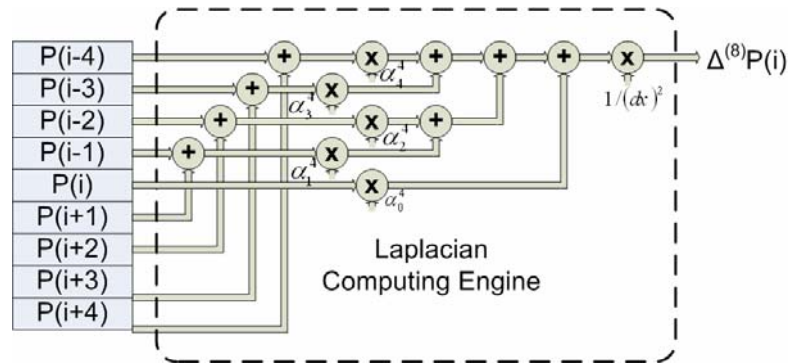 P(i-4)
P(i-3)
P(i-2)
P(i-1)
P(i)
P(i+1)
P(i+2)
P(i+3)
P(i+4)
+ x + + + x
α₄⁴
1/(dx)²
Δ⁽⁸⁾P(i)
+ x
α₃⁴
+ x +
α₂⁴
+ x
α₁⁴
x
α₀⁴
Laplacian
Computing Engine